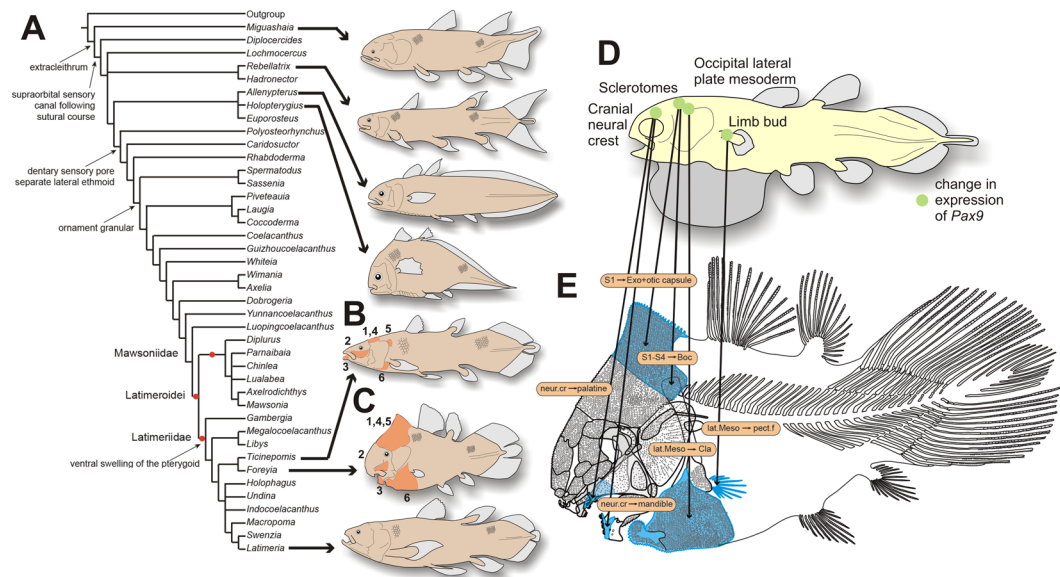 A
Outgroup
Miguashaia
Diplocercides
Lochmocercus
Rebellatrix
Hadronector
Allenypterus
Holopterygius
Euporosteus
Polyosteorhynchus
Caridosuctor
Rhabdoderma
Spermatodus
Sassenia
Piveteauia
Laugia
Coccoderma
Coelacanthus
Guizhoucoelacanthus
Whiteia
Wimania
Axelia
Dobrogeria
Yunnancoelacanthus
Luopingcoelacanthus
Diplurus
Parnaibaia
Chinlea
Lualabea
Axelrodichthys
Mawsonia
Gambergia
Megalocoelacanthus
Libys
Ticinepomis
Foreyia
Holophagus
Undina
Indocoelacanthus
Macropoma
Swenzia
Latimeria
extracleithrum
supraorbital sensory
canal following
sutural course
dentary sensory pore
separate lateral ethmoid
ornament granular
Mawsoniidae
Latimeroidei
Latimeriidae
ventral swelling of the pterygoid
B
1,4
5
2
3
6
C
1,4,5
2
3
6
D
Occipital lateral
plate mesoderm
Sclerotomes
Cranial
neural
crest
Limb bud
change in
expression
of Pax9
E
S1→Exo+otic capsule
S1-S4→Boc
neur.cr→palatine
lat.Meso→pect.f
lat.Meso→Cla
neur.cr→mandible